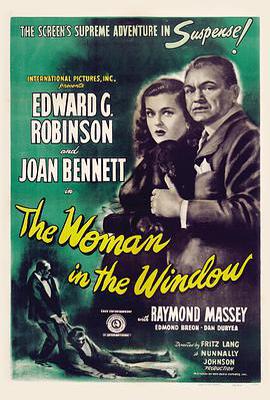 THE SCREEN'S SUPREME ADVENTURE IN Suspense!
INTERNATIONAL PICTURES, INC.,
presents
EDWARD G.
ROBINSON
and
JOAN BENNETT
in
The Woman
in the Window
with RAYMOND MASSEY
EDMOND BREON · DAN DURYEA
Directed by FRITZ LANG
A NUNNALLY
JOHNSON
PRODUCTION